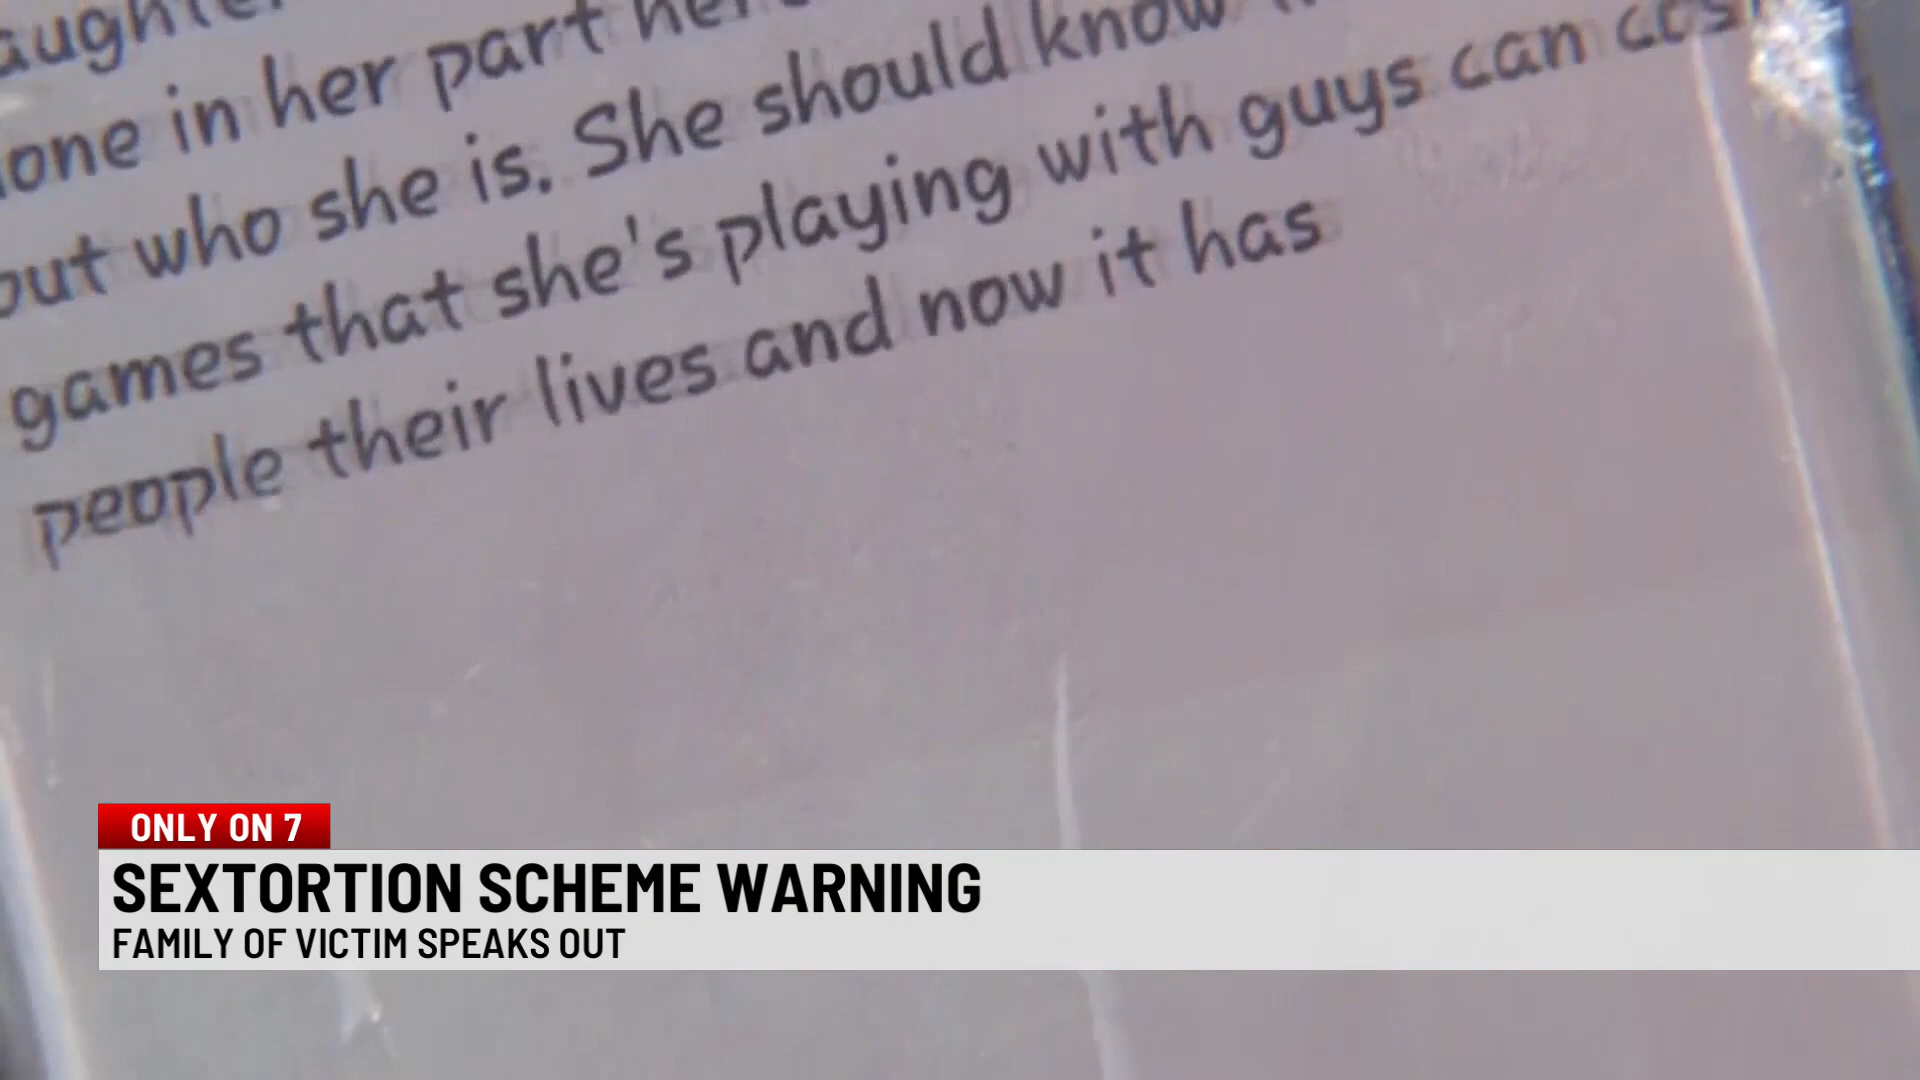 one in her part
out who she is. She should know
games that she's playing with guys can cost
people their lives and now it has
ONLY ON 7
SEXTORTION SCHEME WARNING
FAMILY OF VICTIM SPEAKS OUT